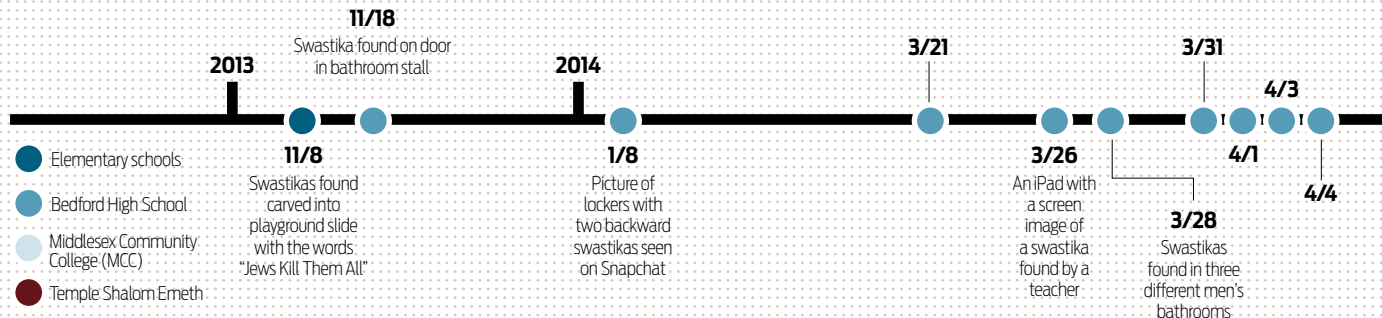 11/18
Swastika found on door
in bathroom stall
2013
2014
3/21
3/31
4/3
Elementary schools
Bedford High School
Middlesex Community
College (MCC)
Temple Shalom Emeth
11/8
Swastikas found
carved into
playground slide
with the words
“Jews Kill Them All”
1/8
Picture of
lockers with
two backward
swastikas seen
on Snapchat
3/26
An iPad with
a screen
image of
a swastika
found by a
teacher
3/28
Swastikas
found in three
different men’s
bathrooms
4/1
4/4